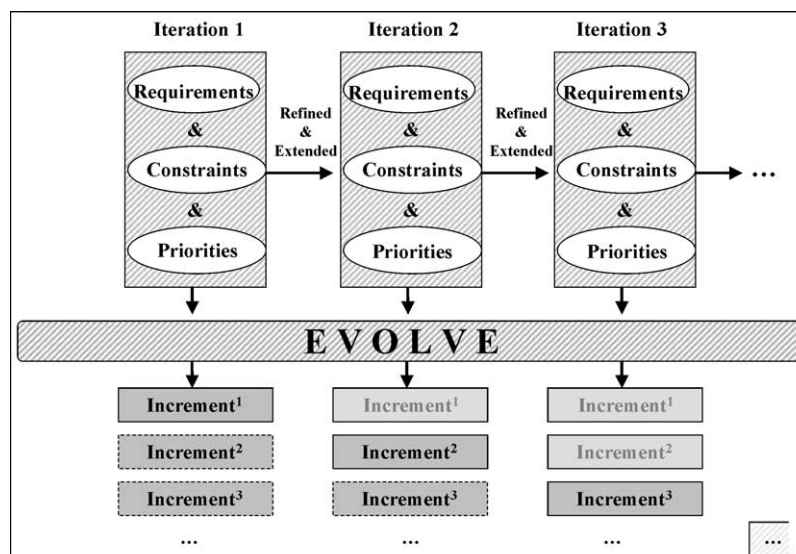 Iteration 1 Iteration 2 Iteration 3
Requirements Requirements Requirements
Refined Refined
& & & & &
Extended Extended
Constraints Constraints Constraints ...
& & &
Priorities Priorities Priorities
EVOLVE
Increment¹ Increment¹ Increment¹
Increment² Increment² Increment²
Increment³ Increment³ Increment³
... ... ... ...